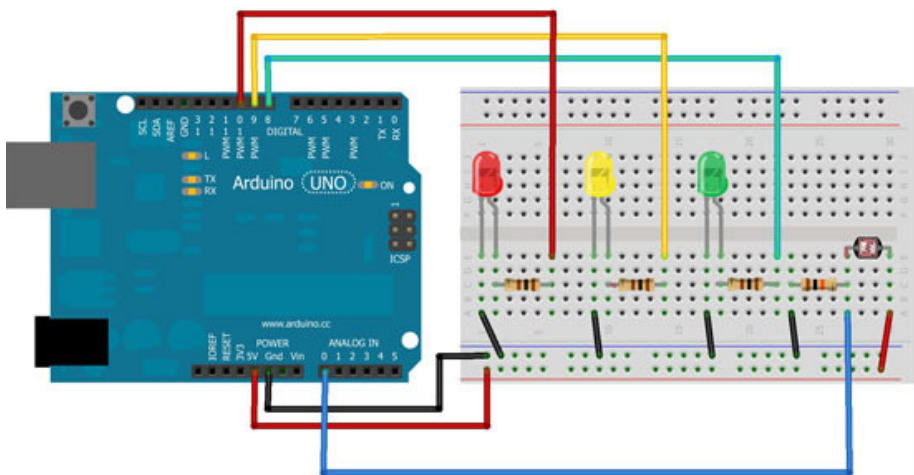 SCL
SDA
AREF
GND
13
12
PWM 11
PWM 10
PWM 9
8
DIGITAL
7
PWM 6
PWM 5
4
PWM 3
2
TX 1
RX 0
L
TX
RX
Arduino UNO
ON
1
ICSP
www.arduino.cc
POWER
ANALOG IN
IOREF
RESET
3V3
5V
Gnd
Vin
0 1 2 3 4 5